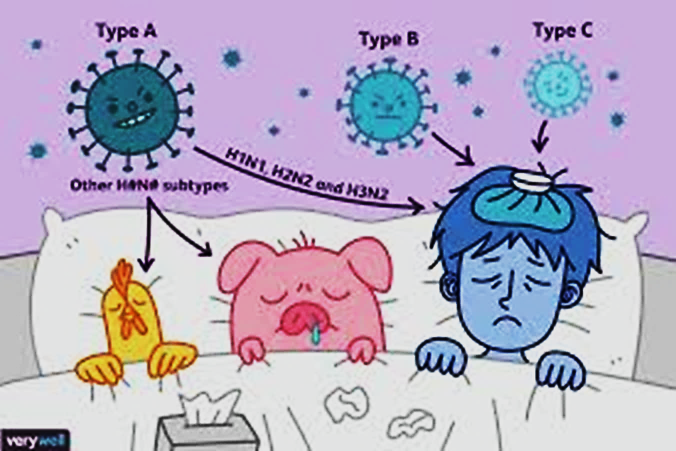 Type A
Type B
Type C
H1N1, H2N2 and H3N2
Other H#N# subtypes
verywell